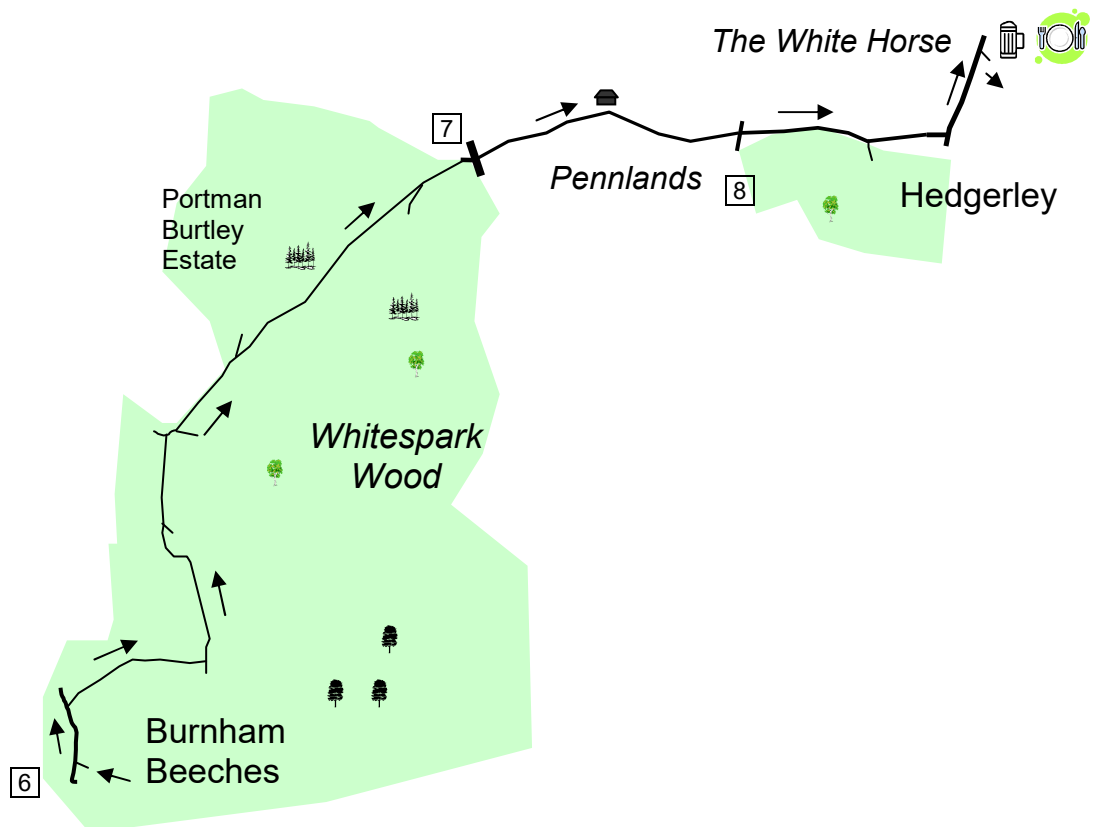 The White Horse
7
Pennlands
8
Hedgerley
Portman
Burtley
Estate
Whitespark
Wood
Burnham
Beeches
6